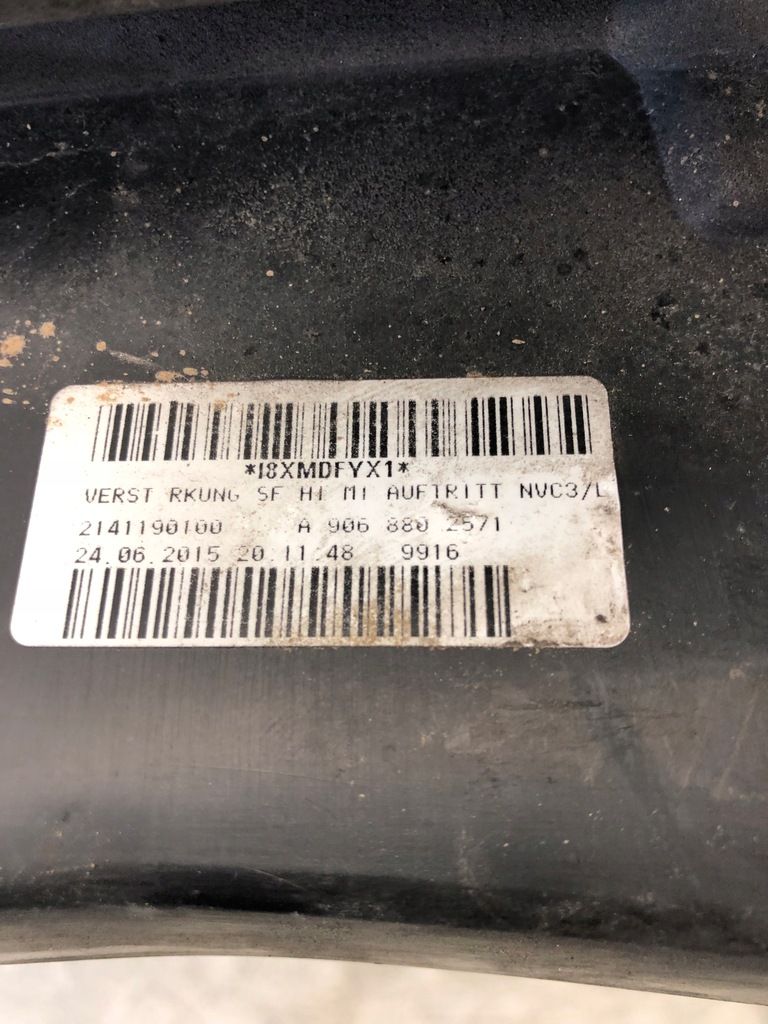 *I8XMDFYX1*
VERST RKUNG SF HI MI AUFTRITT NVC3/L
2141190100 A 906 880 2571
24.06.2015 20:11:48 9916